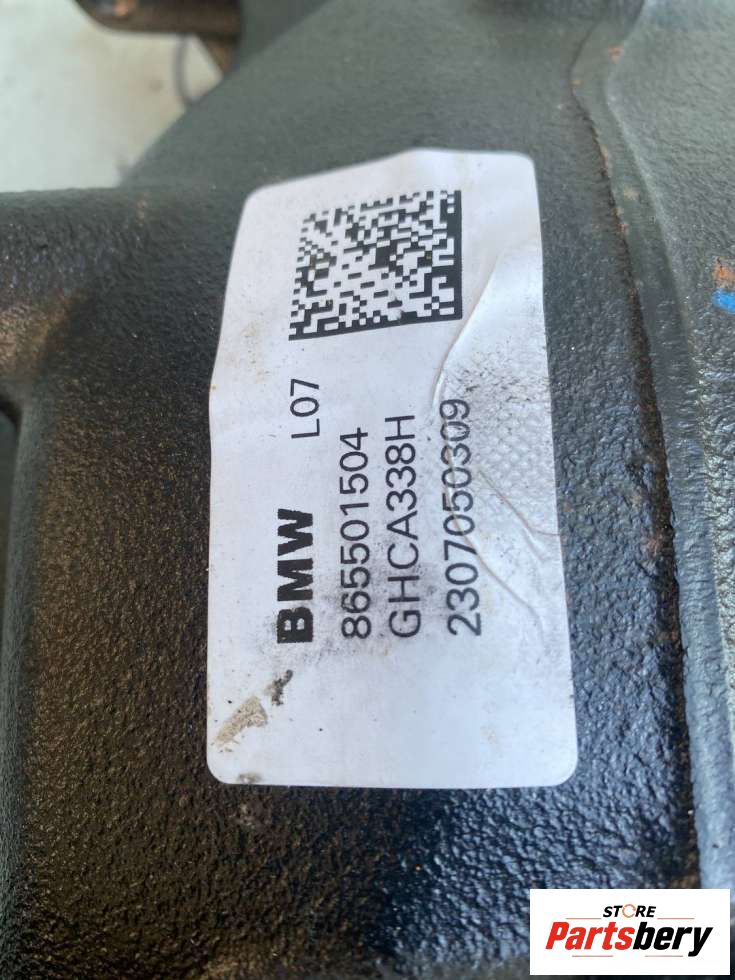 BMW L07
865501504
GHCA338H
2307050309
STORE
Partsbery